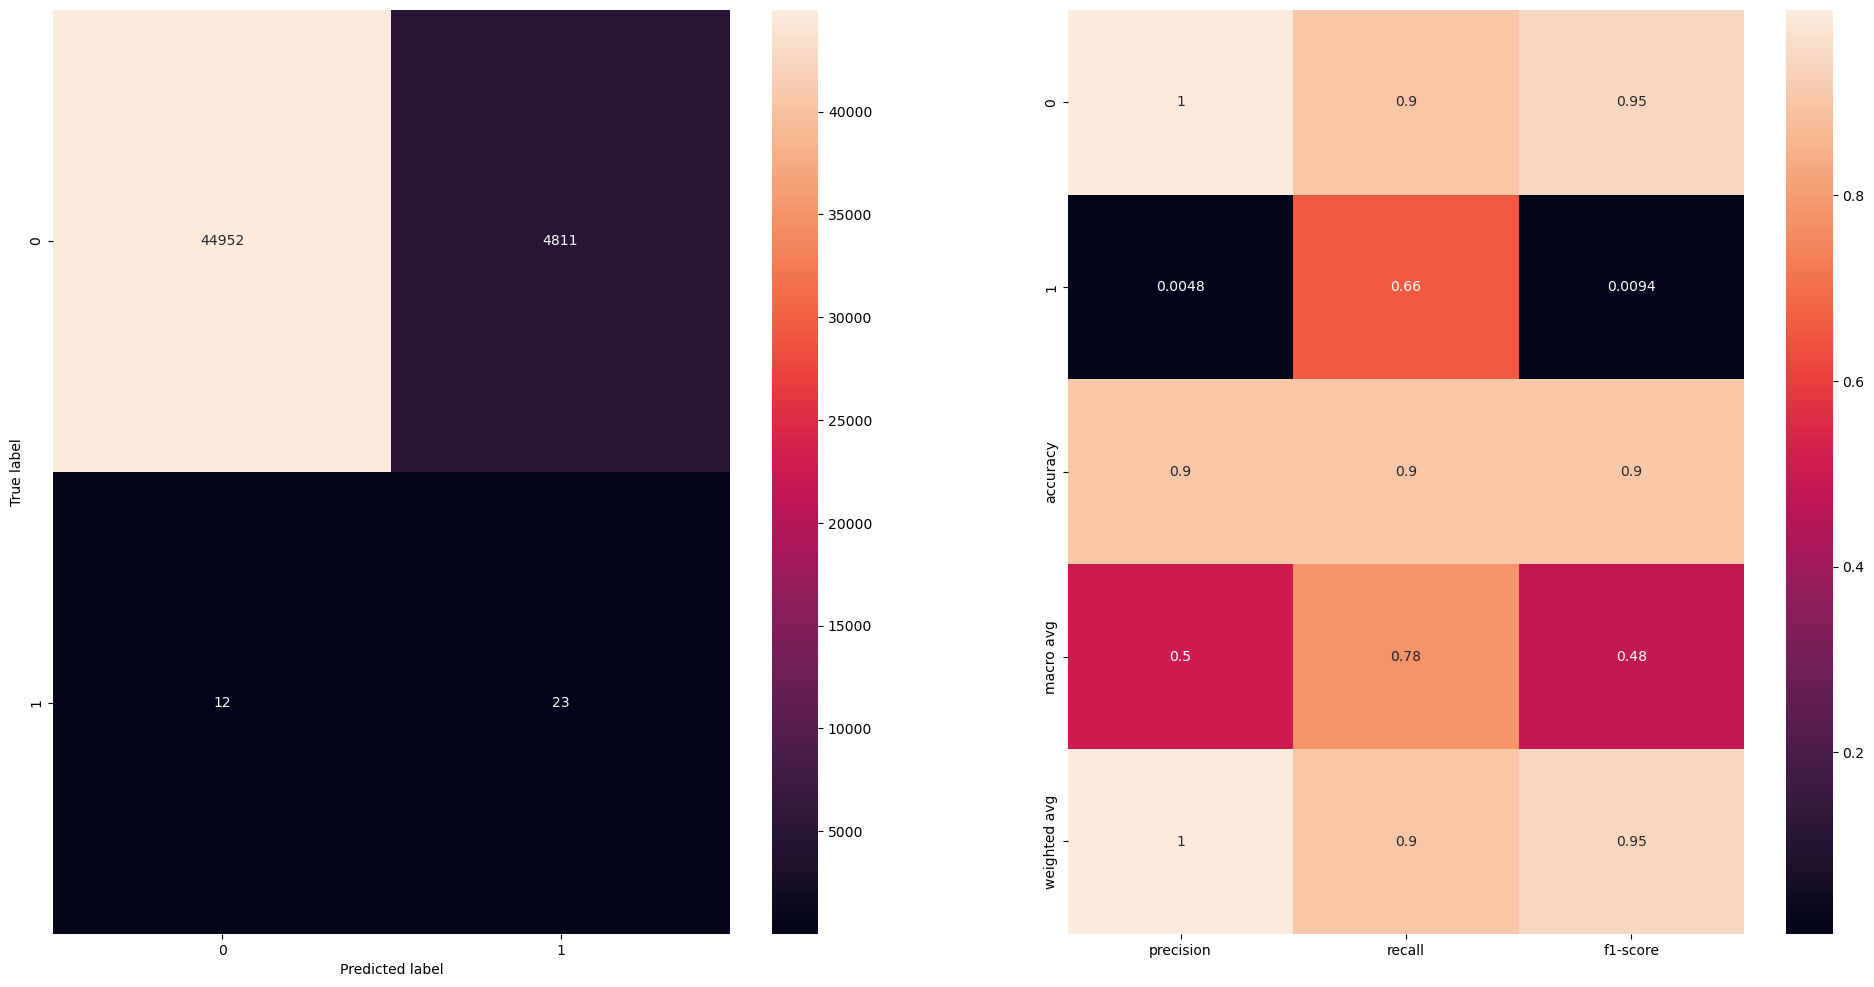 44952 4811
12 23
0
1
True label
0 1
Predicted label
40000
35000
30000
25000
20000
15000
10000
5000
0 1 0.9 0.95
1 0.0048 0.66 0.0094
accuracy 0.9 0.9 0.9
macro avg 0.5 0.78 0.48
weighted avg 1 0.9 0.95
precision recall f1-score
0.8
0.6
0.4
0.2